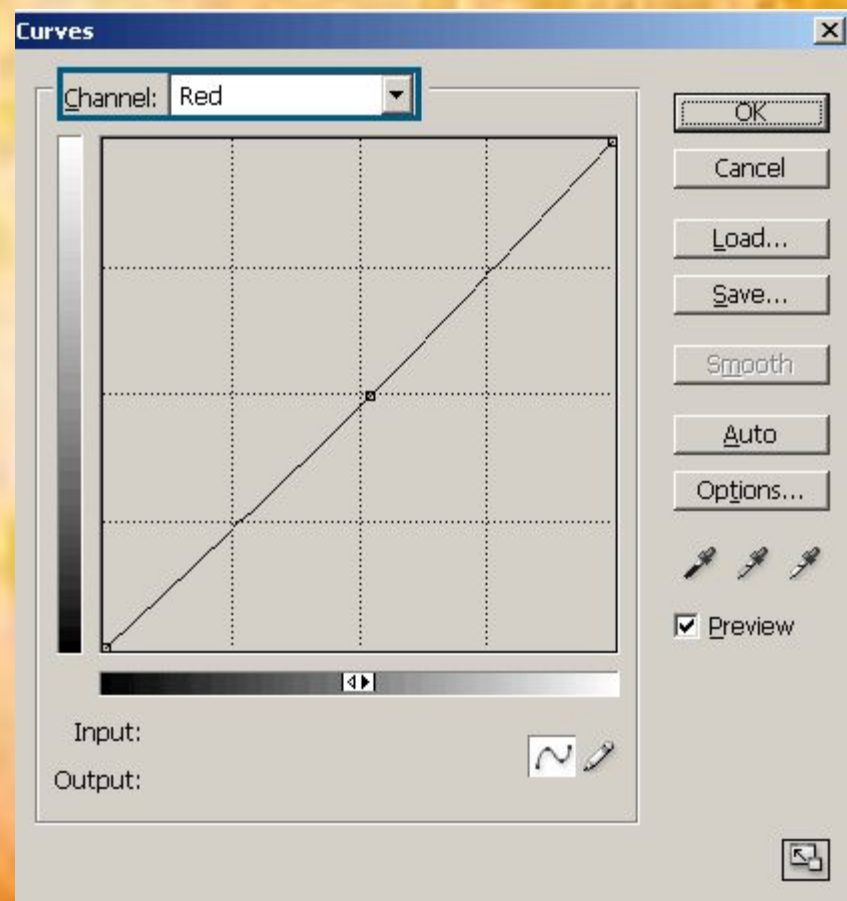 Curves
Channel: Red
OK
Cancel
Load...
Save...
Smooth
Auto
Options...
Preview
Input:
Output: